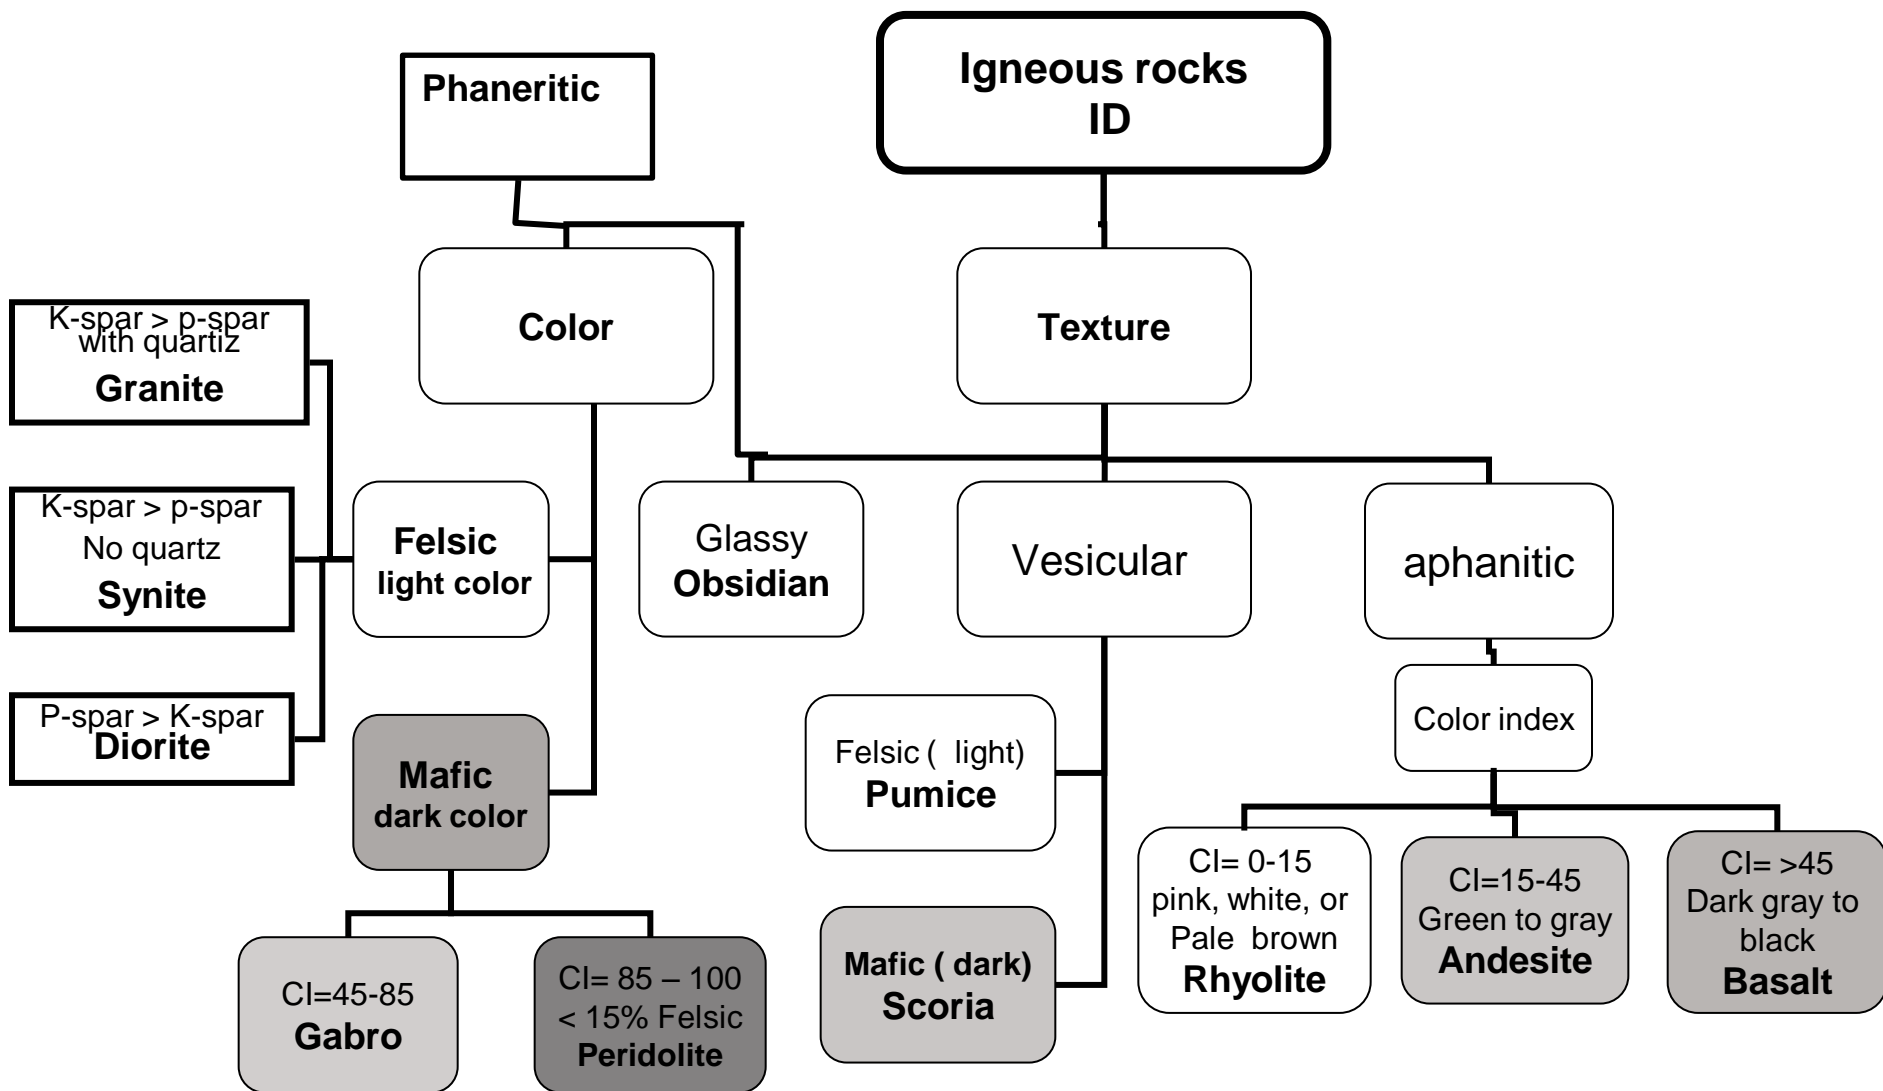 Igneous rocks
ID
Phaneritic
Color
Texture
K-spar > p-spar
with quartiz
Granite
K-spar > p-spar
No quartz
Synite
P-spar > K-spar
Diorite
Felsic
light color
Mafic
dark color
CI=45-85
Gabro
CI= 85 – 100
< 15% Felsic
Peridolite
Glassy
Obsidian
Vesicular
Felsic ( light)
Pumice
Mafic ( dark)
Scoria
aphanitic
Color index
CI= 0-15
pink, white, or
Pale brown
Rhyolite
CI=15-45
Green to gray
Andesite
CI= >45
Dark gray to
black
Basalt